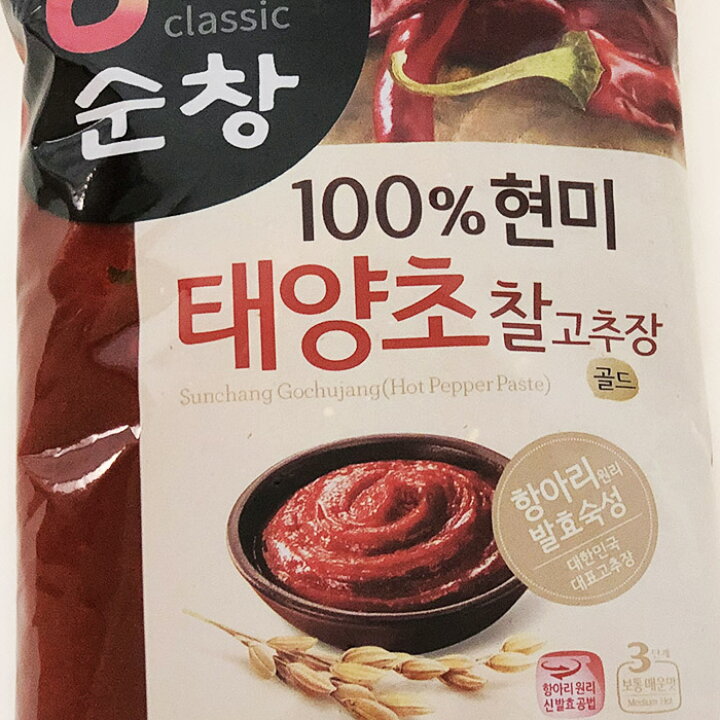 classic
순창
100%현미
태양초찰고추장
Sunchang Gochujang(Hot Pepper Paste)
골드
항아리원리
발효숙성
대한민국
대표고추장
항아리 원리
신발효공법
3단계
보통 매운맛
Medium Hot